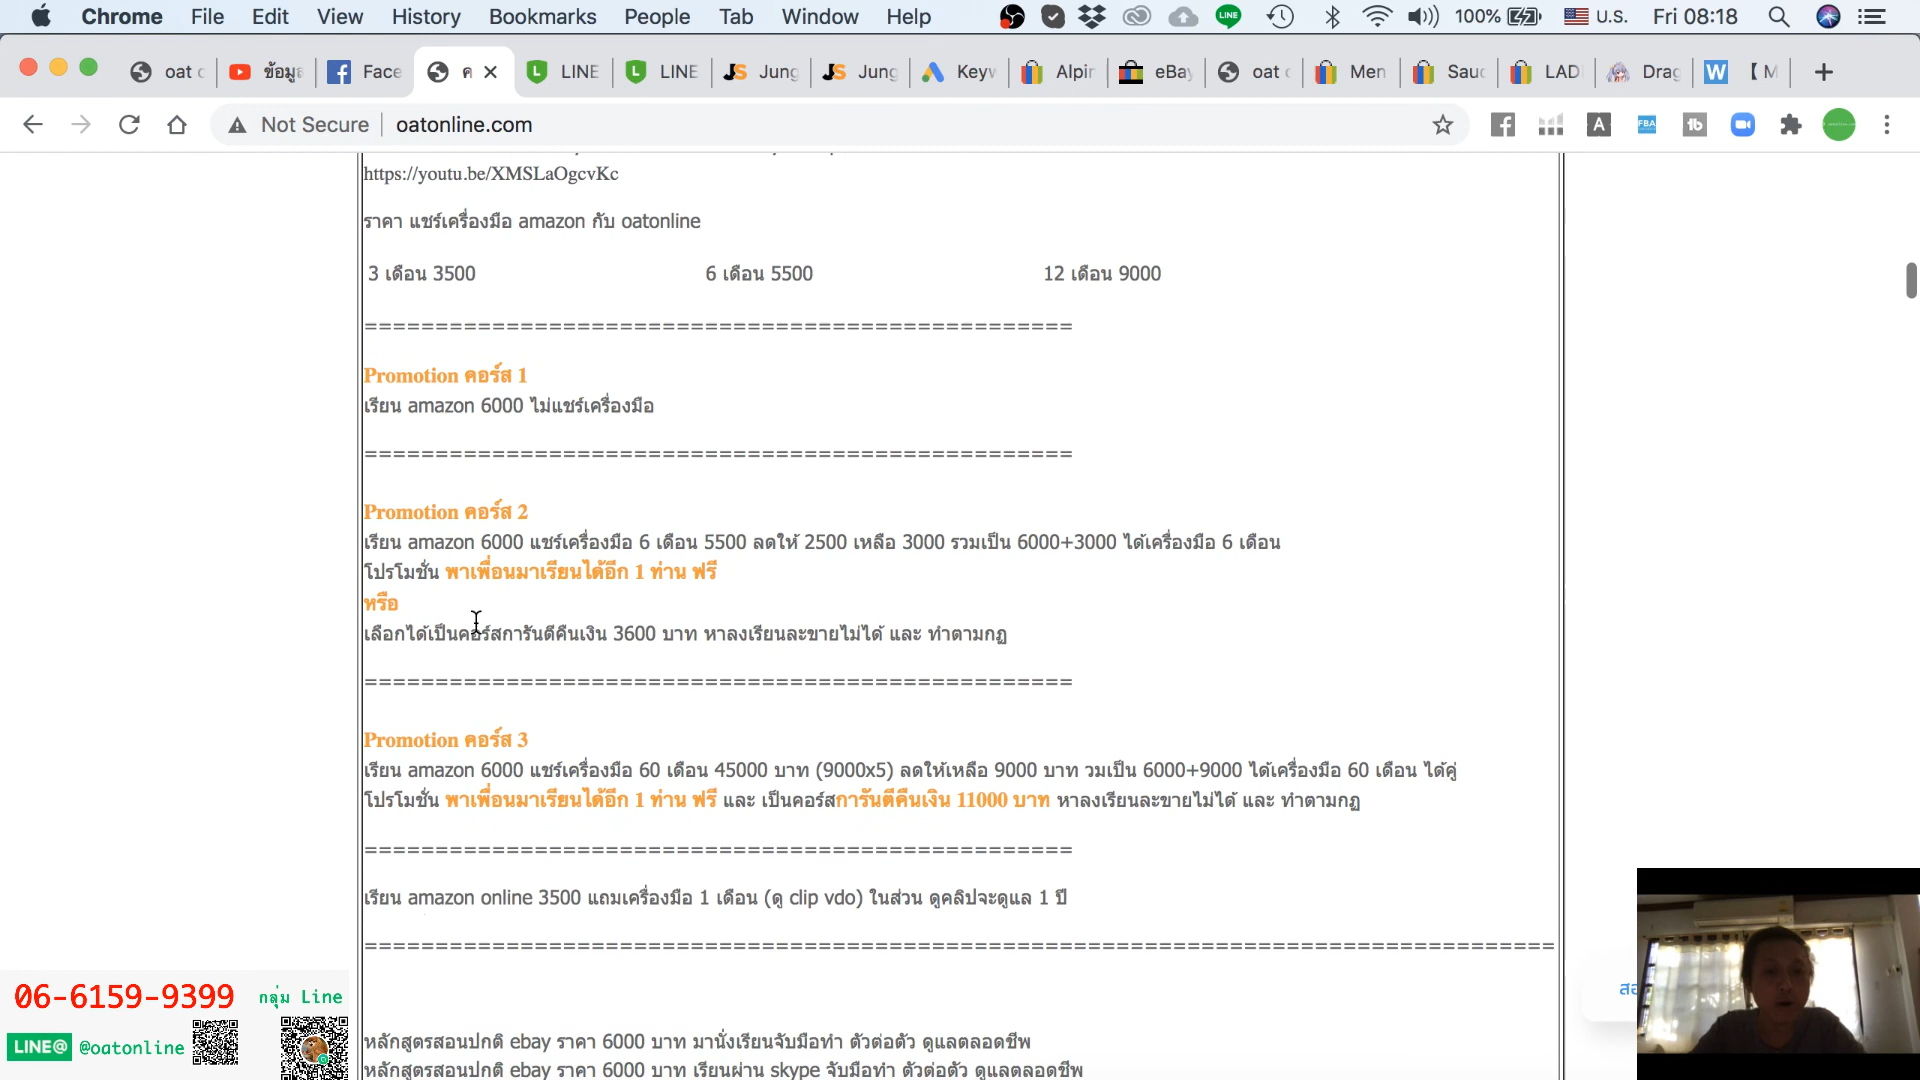 Chrome File Edit View History Bookmarks People Tab Window Help
LINE 100% U.S. Fri 08:18
oat c ข้อมูล Face ค LINE LINE Jung Jung Keyw Alpin eBay oat c Men Sauc LAD Drag 【 M
Not Secure oatonline.com
https://youtu.be/XMSLaOgcvKc
ราคา แชร์เครื่องมือ amazon กับ oatonline
3 เดือน 3500 6 เดือน 5500 12 เดือน 9000
==================================================
Promotion คอร์ส 1
เรียน amazon 6000 ไม่แชร์เครื่องมือ
==================================================
Promotion คอร์ส 2
เรียน amazon 6000 แชร์เครื่องมือ 6 เดือน 5500 ลดให้ 2500 เหลือ 3000 รวมเป็น 6000+3000 ได้เครื่องมือ 6 เดือน
โปรโมชั่น พาเพื่อนมาเรียนได้อีก 1 ท่าน ฟรี
หรือ
เลือกได้เป็นคอร์สการันตีคืนเงิน 3600 บาท หาลงเรียนละขายไม่ได้ และ ทำตามกฏ
==================================================
Promotion คอร์ส 3
เรียน amazon 6000 แชร์เครื่องมือ 60 เดือน 45000 บาท (9000x5) ลดให้เหลือ 9000 บาท วมเป็น 6000+9000 ได้เครื่องมือ 60 เดือน ได้คู่
โปรโมชั่น พาเพื่อนมาเรียนได้อีก 1 ท่าน ฟรี และ เป็นคอร์สการันตีคืนเงิน 11000 บาท หาลงเรียนละขายไม่ได้ และ ทำตามกฏ
==================================================
เรียน amazon online 3500 แถมเครื่องมือ 1 เดือน (ดู clip vdo) ในส่วน ดูคลิปจะดูแล 1 ปี
====================================================================================
หลักสูตรสอนปกติ ebay ราคา 6000 บาท มานั่งเรียนจับมือทำ ตัวต่อตัว ดูแลตลอดชีพ
หลักสูตรสอนปกติ ebay ราคา 6000 บาท เรียนผ่าน skype จับมือทำ ตัวต่อตัว ดูแลตลอดชีพ
06-6159-9399 กลุ่ม Line
LINE@ @oatonline